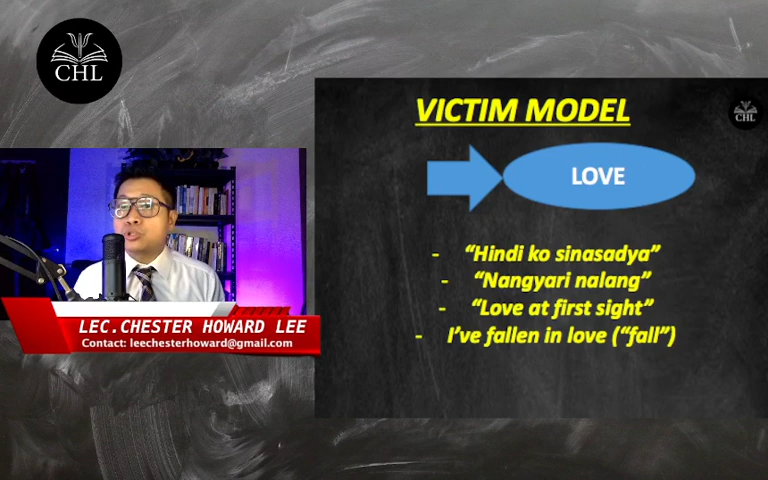 CHL
VICTIM MODEL
CHL
LOVE
- “Hindi ko sinasadya”
- “Nangyari nalang”
- “Love at first sight”
- I’ve fallen in love (“fall”)
LEC.CHESTER HOWARD LEE
Contact: leechesterhoward@gmail.com